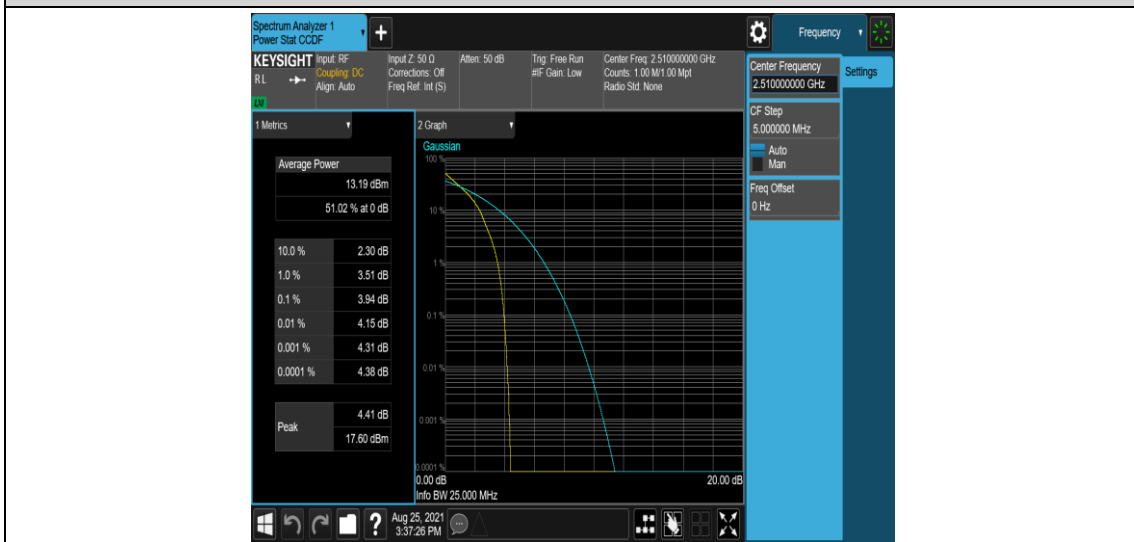 Spectrum Analyzer 1
Power Stat CCDF
+
Frequency
KEYSIGHT
RL
LNI
Input: RF
Coupling: DC
Align: Auto
Input Z: 50 Ω
Corrections: Off
Freq Ref: Int (S)
Atten: 50 dB
Trig: Free Run
#IF Gain: Low
Center Freq: 2.510000000 GHz
Counts: 1.00 M/1.00 Mpt
Radio Std: None
Center Frequency
2.510000000 GHz
Settings
CF Step
5.000000 MHz
Auto
Man
Freq Offset
0 Hz
1 Metrics
Average Power
13.19 dBm
51.02 % at 0 dB
10.0 % 2.30 dB
1.0 % 3.51 dB
0.1 % 3.94 dB
0.01 % 4.15 dB
0.001 % 4.31 dB
0.0001 % 4.38 dB
Peak
4.41 dB
17.60 dBm
2 Graph
Gaussian
100 %
10 %
1 %
0.1 %
0.01 %
0.001 %
0.0001 %
0.00 dB 20.00 dB
Info BW 25.000 MHz
?
Aug 25, 2021
3:37:26 PM